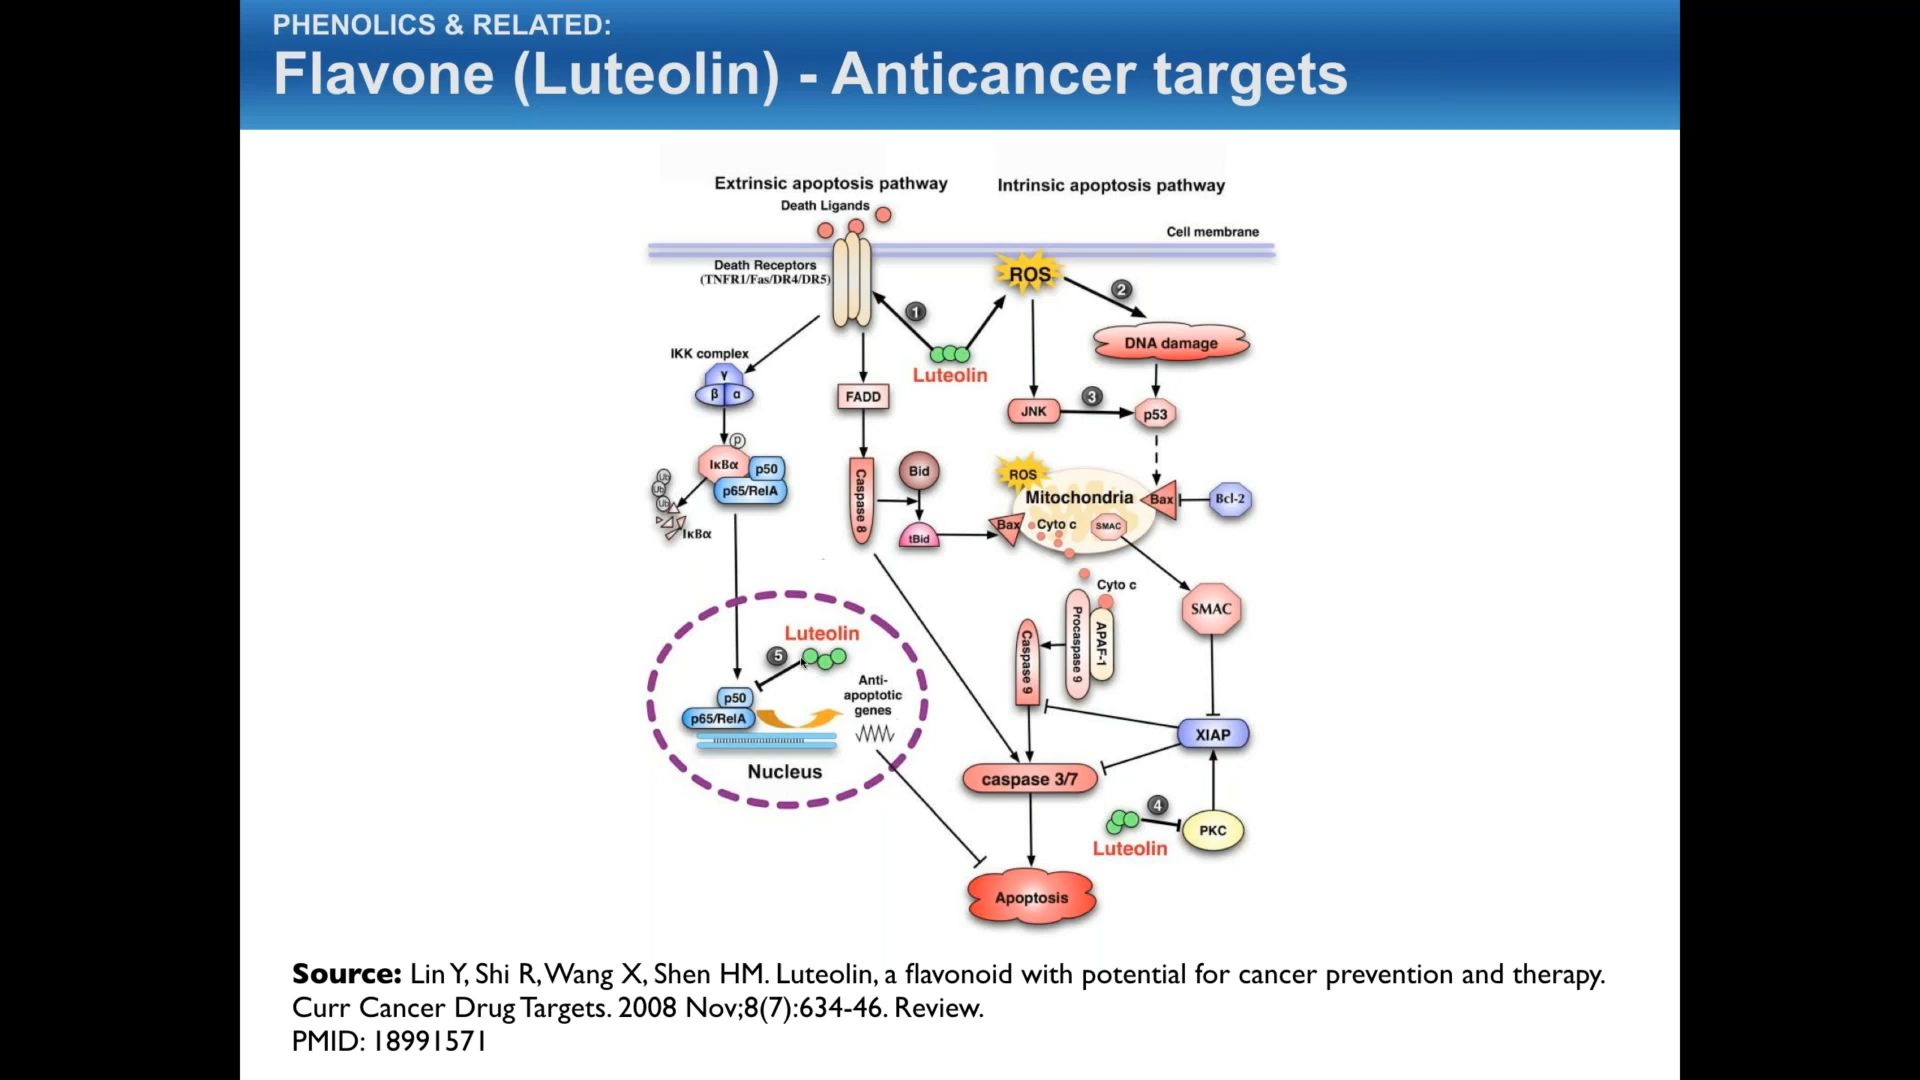 PHENOLICS & RELATED:
Flavone (Luteolin) - Anticancer targets
Extrinsic apoptosis pathway
Intrinsic apoptosis pathway
Death Ligands
Cell membrane
Death Receptors
(TNFR1/Fas/DR4/DR5)
ROS
1
2
DNA damage
IKK complex
γ
β α
Luteolin
FADD
JNK
3
p53
P
IκBα
p50
p65/RelA
Ub
Ub
Ub
IκBα
Caspase 8
Bid
tBid
ROS
Mitochondria
Bax
Bcl-2
Bax
Cyto c
SMAC
Cyto c
SMAC
Procaspase 9
APAF-1
Caspase 9
Luteolin
5
p50
p65/RelA
Anti-
apoptotic
genes
Nucleus
XIAP
caspase 3/7
4
PKC
Luteolin
Apoptosis
Source: Lin Y, Shi R, Wang X, Shen HM. Luteolin, a flavonoid with potential for cancer prevention and therapy.
Curr Cancer Drug Targets. 2008 Nov;8(7):634-46. Review.
PMID: 18991571